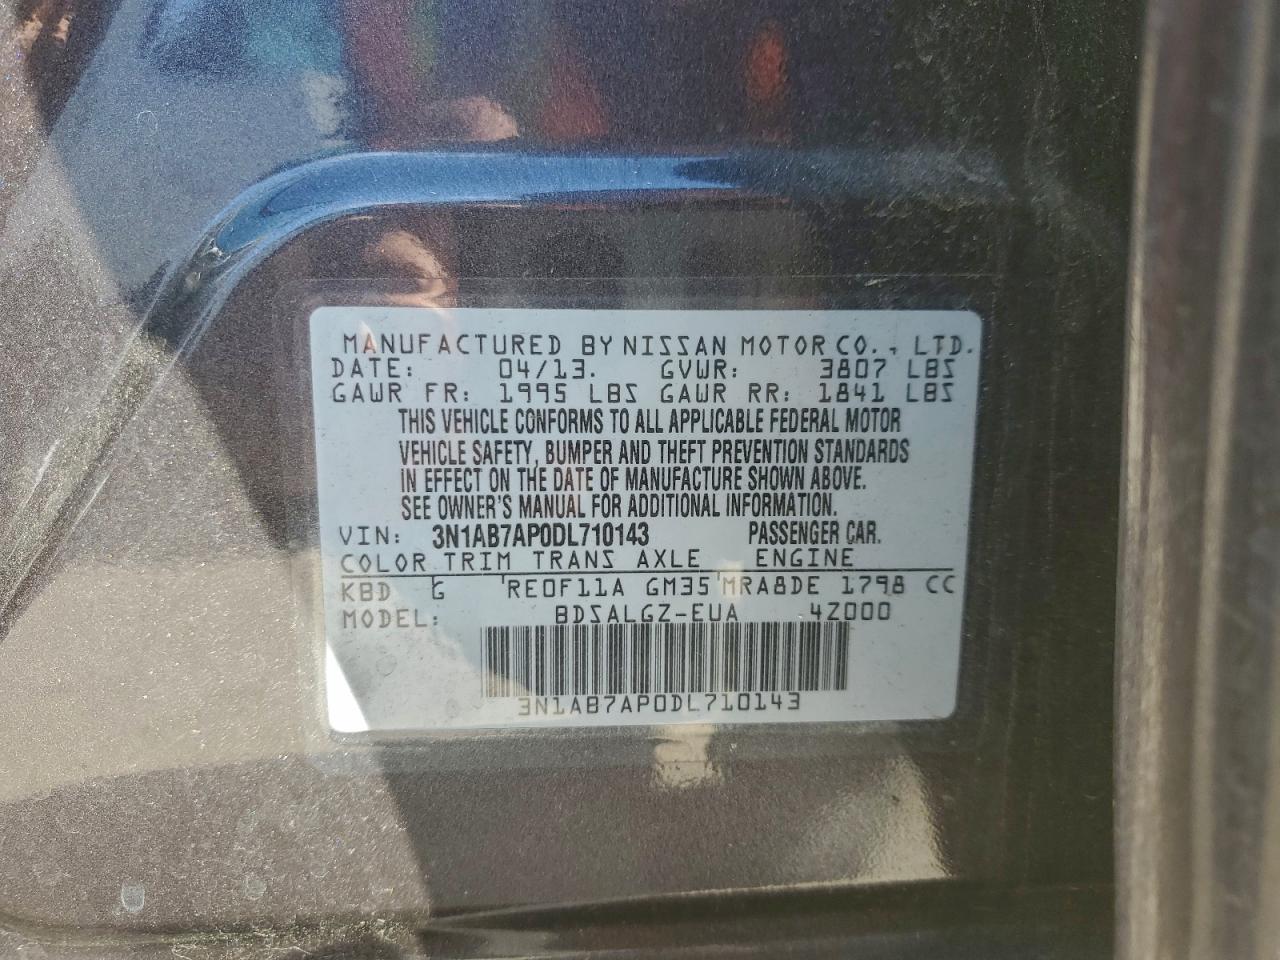 MANUFACTURED BY NISSAN MOTOR CO., LTD.
DATE: 04/13. GVWR: 3807 LBS
GAWR FR: 1995 LBS GAWR RR: 1841 LBS
THIS VEHICLE CONFORMS TO ALL APPLICABLE FEDERAL MOTOR
VEHICLE SAFETY, BUMPER AND THEFT PREVENTION STANDARDS
IN EFFECT ON THE DATE OF MANUFACTURE SHOWN ABOVE.
SEE OWNER'S MANUAL FOR ADDITIONAL INFORMATION.
VIN: 3N1AB7AP0DL710143 PASSENGER CAR.
COLOR TRIM TRANS AXLE ENGINE
KBD G 'RE0F11A GM35'MRA8DE 1798 CC
MODEL: BDSALGZ-EUA 4Z000
3N1AB7AP0DL710143